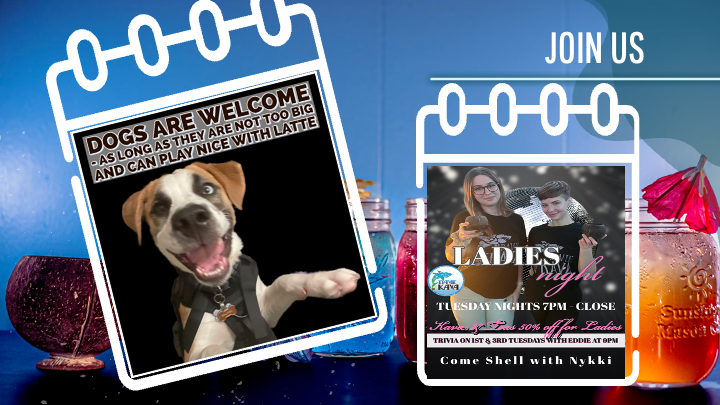 JOIN US
DOGS ARE WELCOME
- AS LONG AS THEY ARE NOT TOO BIG
AND CAN PLAY NICE WITH LATTE
LADIES
night
KAVA
TUESDAY NIGHTS 7PM - CLOSE
Kava & Teas 50% off for Ladies
TRIVIA ON 1ST & 3RD TUESDAYS WITH EDDIE AT 9PM
Come Shell with Nykki